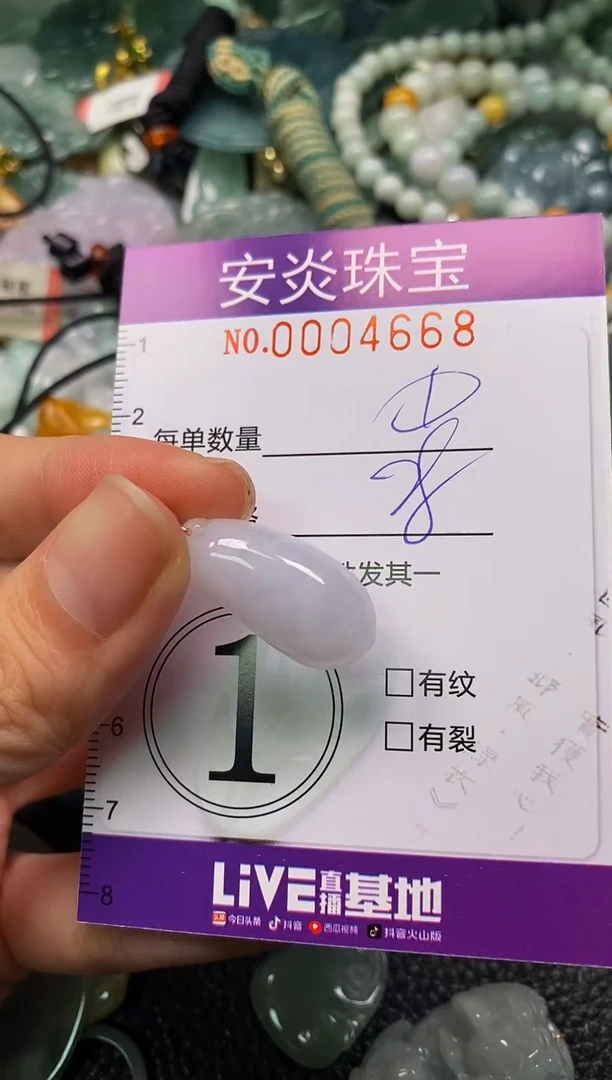 安炎珠宝
NO.0004668
1
2
每单数量
发其一
1
有纹
有裂
6
7
8
LiVE直播基地
今日头条 抖音 西瓜视频 抖音火山版